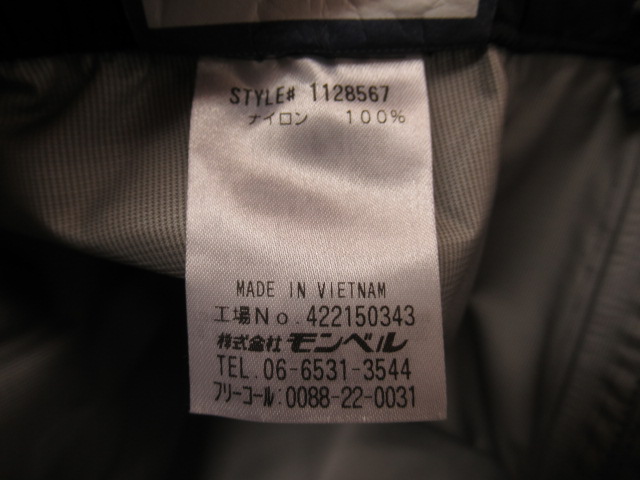 STYLE# 1128567
ナイロン 100%
MADE IN VIETNAM
工場No.422150343
株式会社モンベル
TEL.06-6531-3544
フリーコール:0088-22-0031